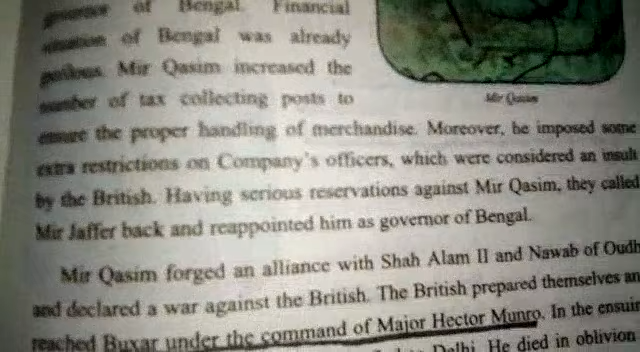 governor of Bengal. Financial
situation of Bengal was already
perilous. Mir Qasim increased the
number of tax collecting posts to
Mir Qasim
ensure the proper handling of merchandise. Moreover, he imposed some
extra restrictions on Company's officers, which were considered an insult
by the British. Having serious reservations against Mir Qasim, they called
Mir Jaffer back and reappointed him as governor of Bengal.
Mir Qasim forged an alliance with Shah Alam II and Nawab of Oudh
and declared a war against the British. The British prepared themselves an
reached Buxar under the command of Major Hector Munro. In the ensuin
Delhi. He died in oblivion